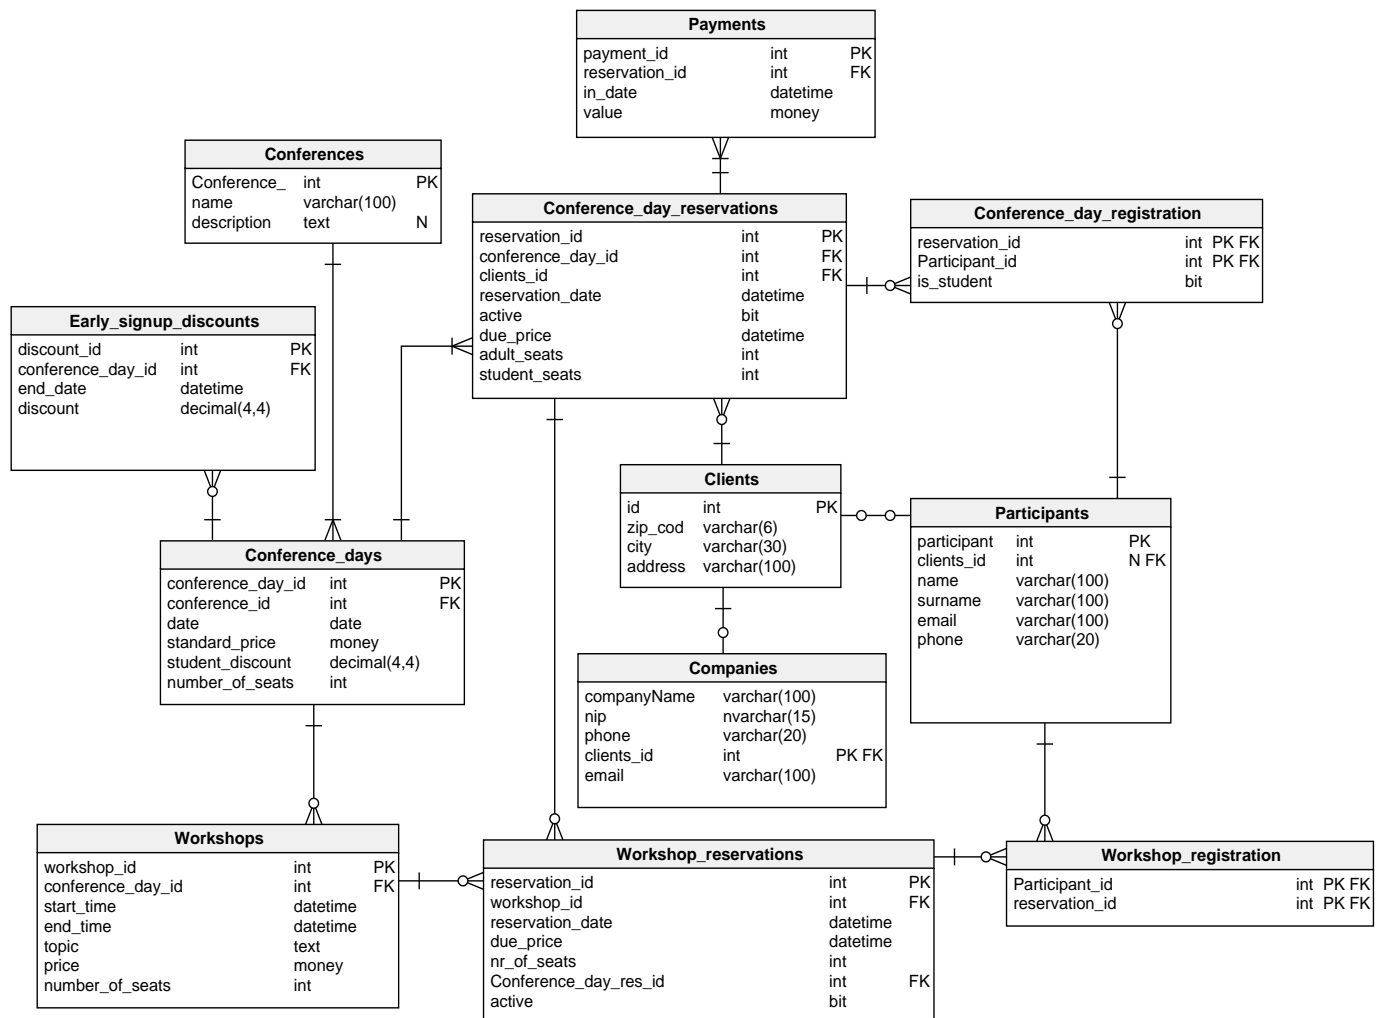 Payments
payment_id int PK
reservation_id int FK
in_date datetime
value money
Conferences
Conference_ int PK
name varchar(100)
description text N
Conference_day_reservations
reservation_id int PK
conference_day_id int FK
clients_id int FK
reservation_date datetime
active bit
due_price datetime
adult_seats int
student_seats int
Conference_day_registration
reservation_id int PK FK
Participant_id int PK FK
is_student bit
Early_signup_discounts
discount_id int PK
conference_day_id int FK
end_date datetime
discount decimal(4,4)
Clients
id int PK
zip_cod varchar(6)
city varchar(30)
address varchar(100)
Participants
participant int PK
clients_id int N FK
name varchar(100)
surname varchar(100)
email varchar(100)
phone varchar(20)
Conference_days
conference_day_id int PK
conference_id int FK
date date
standard_price money
student_discount decimal(4,4)
number_of_seats int
Companies
companyName varchar(100)
nip nvarchar(15)
phone varchar(20)
clients_id int PK FK
email varchar(100)
Workshops
workshop_id int PK
conference_day_id int FK
start_time datetime
end_time datetime
topic text
price money
number_of_seats int
Workshop_reservations
reservation_id int PK
workshop_id int FK
reservation_date datetime
due_price datetime
nr_of_seats int
Conference_day_res_id int FK
active bit
Workshop_registration
Participant_id int PK FK
reservation_id int PK FK